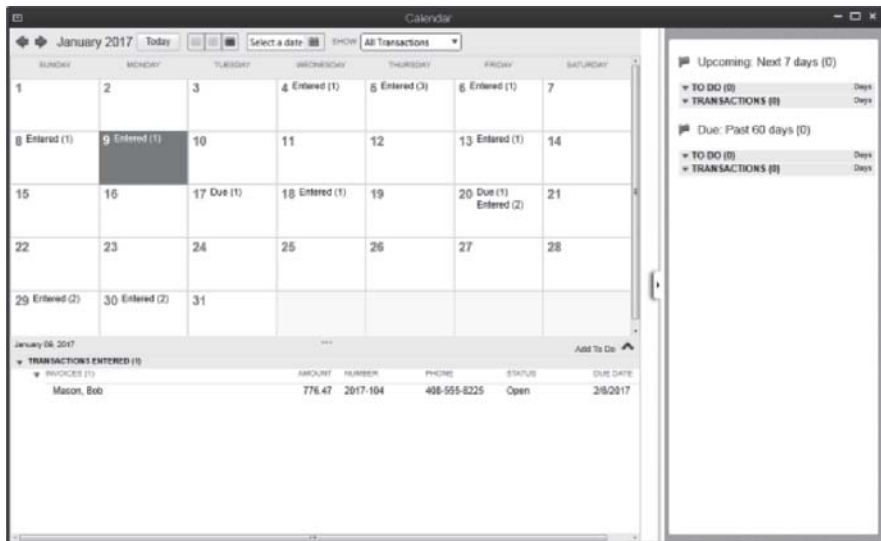 Calendar
January 2017 Today Select a date SHOW All Transactions
SUNDAY MONDAY TUESDAY WEDNESDAY THURSDAY FRIDAY SATURDAY
1 2 3 4 Entered (1) 5 Entered (3) 6 Entered (1) 7
8 Entered (1) 9 Entered (1) 10 11 12 13 Entered (1) 14
15 16 17 Due (1) 18 Entered (1) 19 20 Due (1) 21
Entered (2)
22 23 24 25 26 27 28
29 Entered (2) 30 Entered (2) 31
January 09, 2017 Add To Do
TRANSACTIONS ENTERED (1)
INVOICES (1) AMOUNT NUMBER PHONE STATUS DUE DATE
Mason, Bob 776.47 2017-104 408-555-8225 Open 2/8/2017
Upcoming: Next 7 days (0)
TO DO (0) Days
TRANSACTIONS (0) Days
Due: Past 60 days (0)
TO DO (0) Days
TRANSACTIONS (0) Days